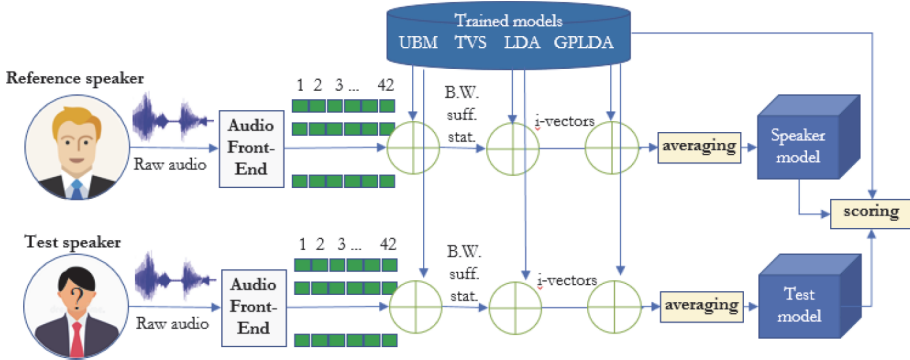 Trained models
UBM TVS LDA GPLDA
Reference speaker
1 2 3 ... 42
B.W.
suff.
stat.
i-vectors
Audio
Front-
End
Raw audio
averaging
Speaker
model
scoring
Test speaker
1 2 3 ... 42
B.W.
suff.
stat.
i-vectors
Audio
Front-
End
?
Raw audio
averaging
Test
model